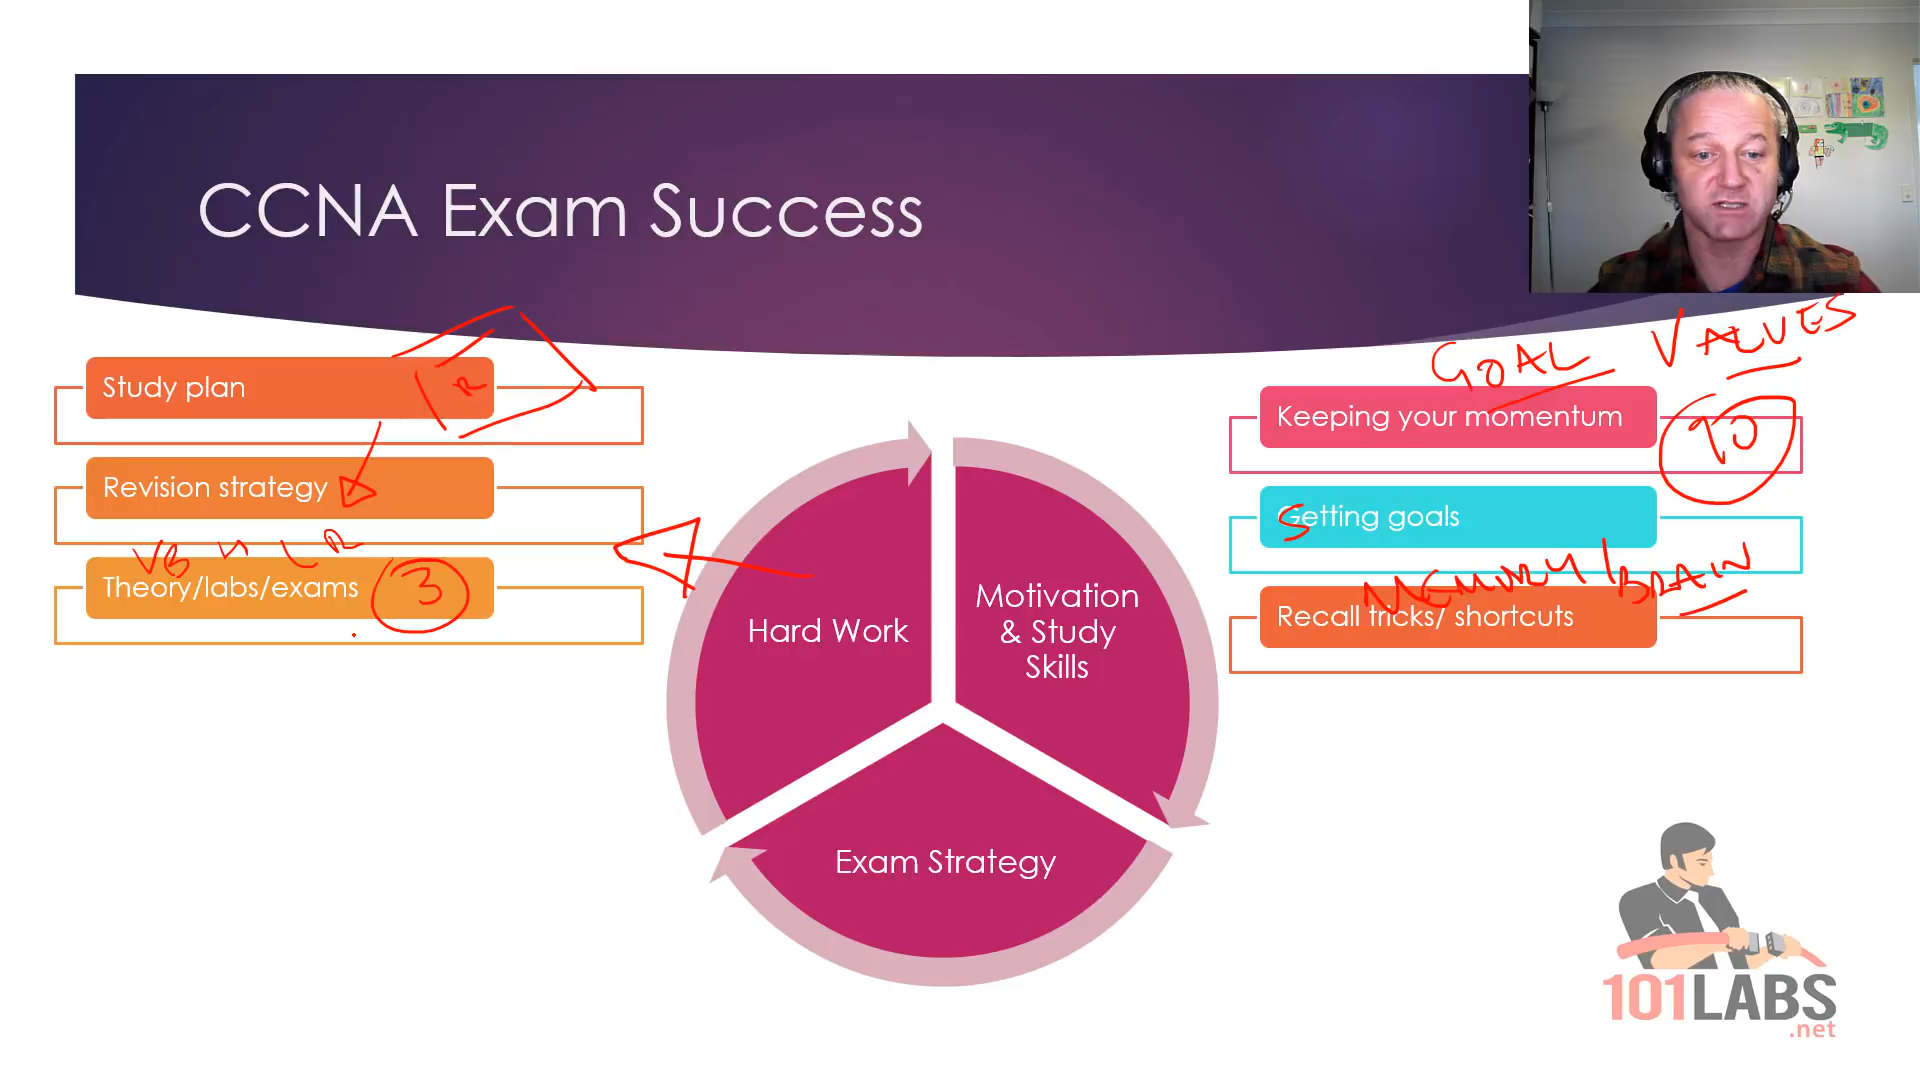 CCNA Exam Success
GOAL VALUES
Study plan
R
Revision strategy
Theory/labs/exams
3
Hard Work
Motivation
& Study
Skills
Exam Strategy
Keeping your momentum
90
Getting goals
S
MEMORY/BRAIN
Recall tricks/ shortcuts
101LABS
.net